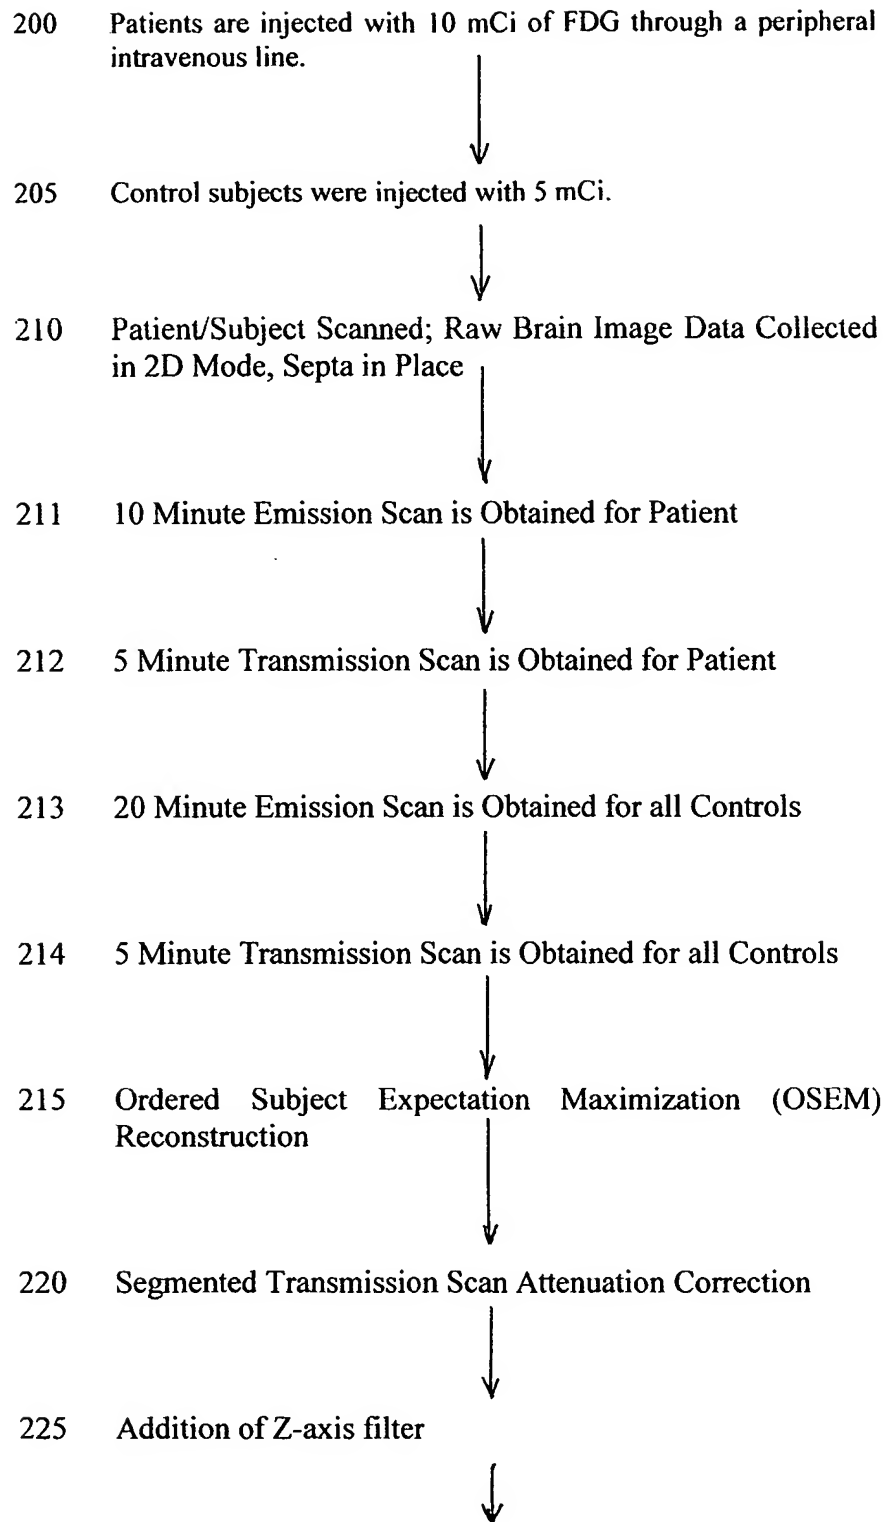 200 Patients are injected with 10 mCi of FDG through a peripheral
intravenous line.
205 Control subjects were injected with 5 mCi.
210 Patient/Subject Scanned; Raw Brain Image Data Collected
in 2D Mode, Septa in Place
211 10 Minute Emission Scan is Obtained for Patient
212 5 Minute Transmission Scan is Obtained for Patient
213 20 Minute Emission Scan is Obtained for all Controls
214 5 Minute Transmission Scan is Obtained for all Controls
215 Ordered Subject Expectation Maximization (OSEM)
Reconstruction
220 Segmented Transmission Scan Attenuation Correction
225 Addition of Z-axis filter